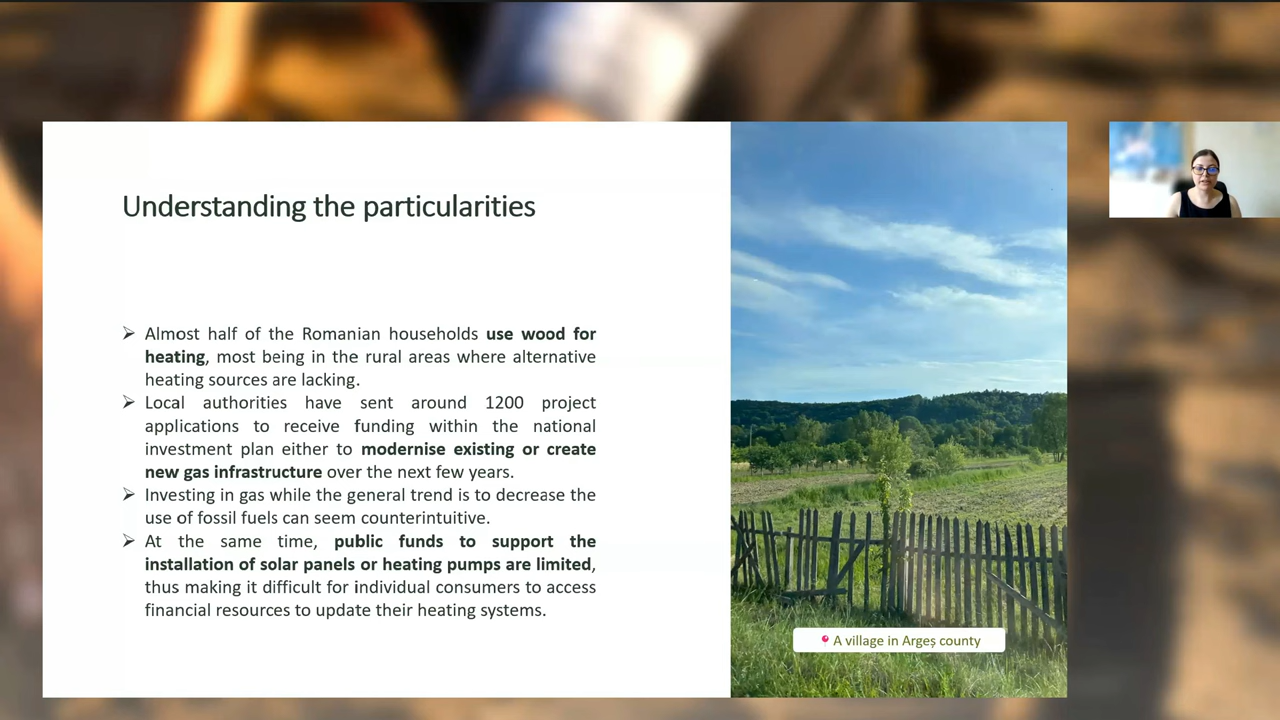 Understanding the particularities
➢ Almost half of the Romanian households use wood for
heating, most being in the rural areas where alternative
heating sources are lacking.
➢ Local authorities have sent around 1200 project
applications to receive funding within the national
investment plan either to modernise existing or create
new gas infrastructure over the next few years.
➢ Investing in gas while the general trend is to decrease the
use of fossil fuels can seem counterintuitive.
➢ At the same time, public funds to support the
installation of solar panels or heating pumps are limited,
thus making it difficult for individual consumers to access
financial resources to update their heating systems.
A village in Argeș county